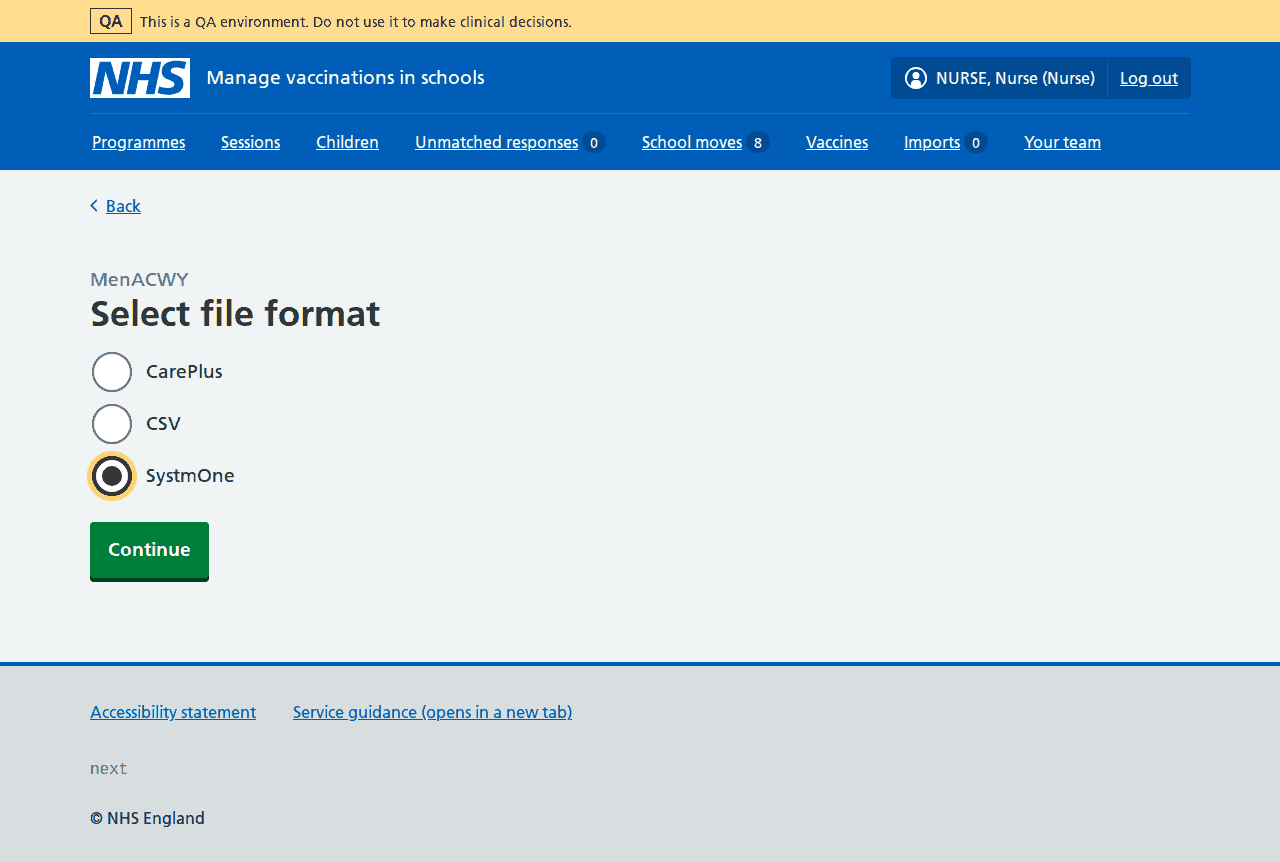 QA This is a QA environment. Do not use it to make clinical decisions.
NHS Manage vaccinations in schools NURSE, Nurse (Nurse) Log out
Programmes Sessions Children Unmatched responses 0 School moves 8 Vaccines Imports 0 Your team
Back
MenACWY
Select file format
CarePlus
CSV
SystmOne
Continue
Accessibility statement Service guidance (opens in a new tab)
next
© NHS England